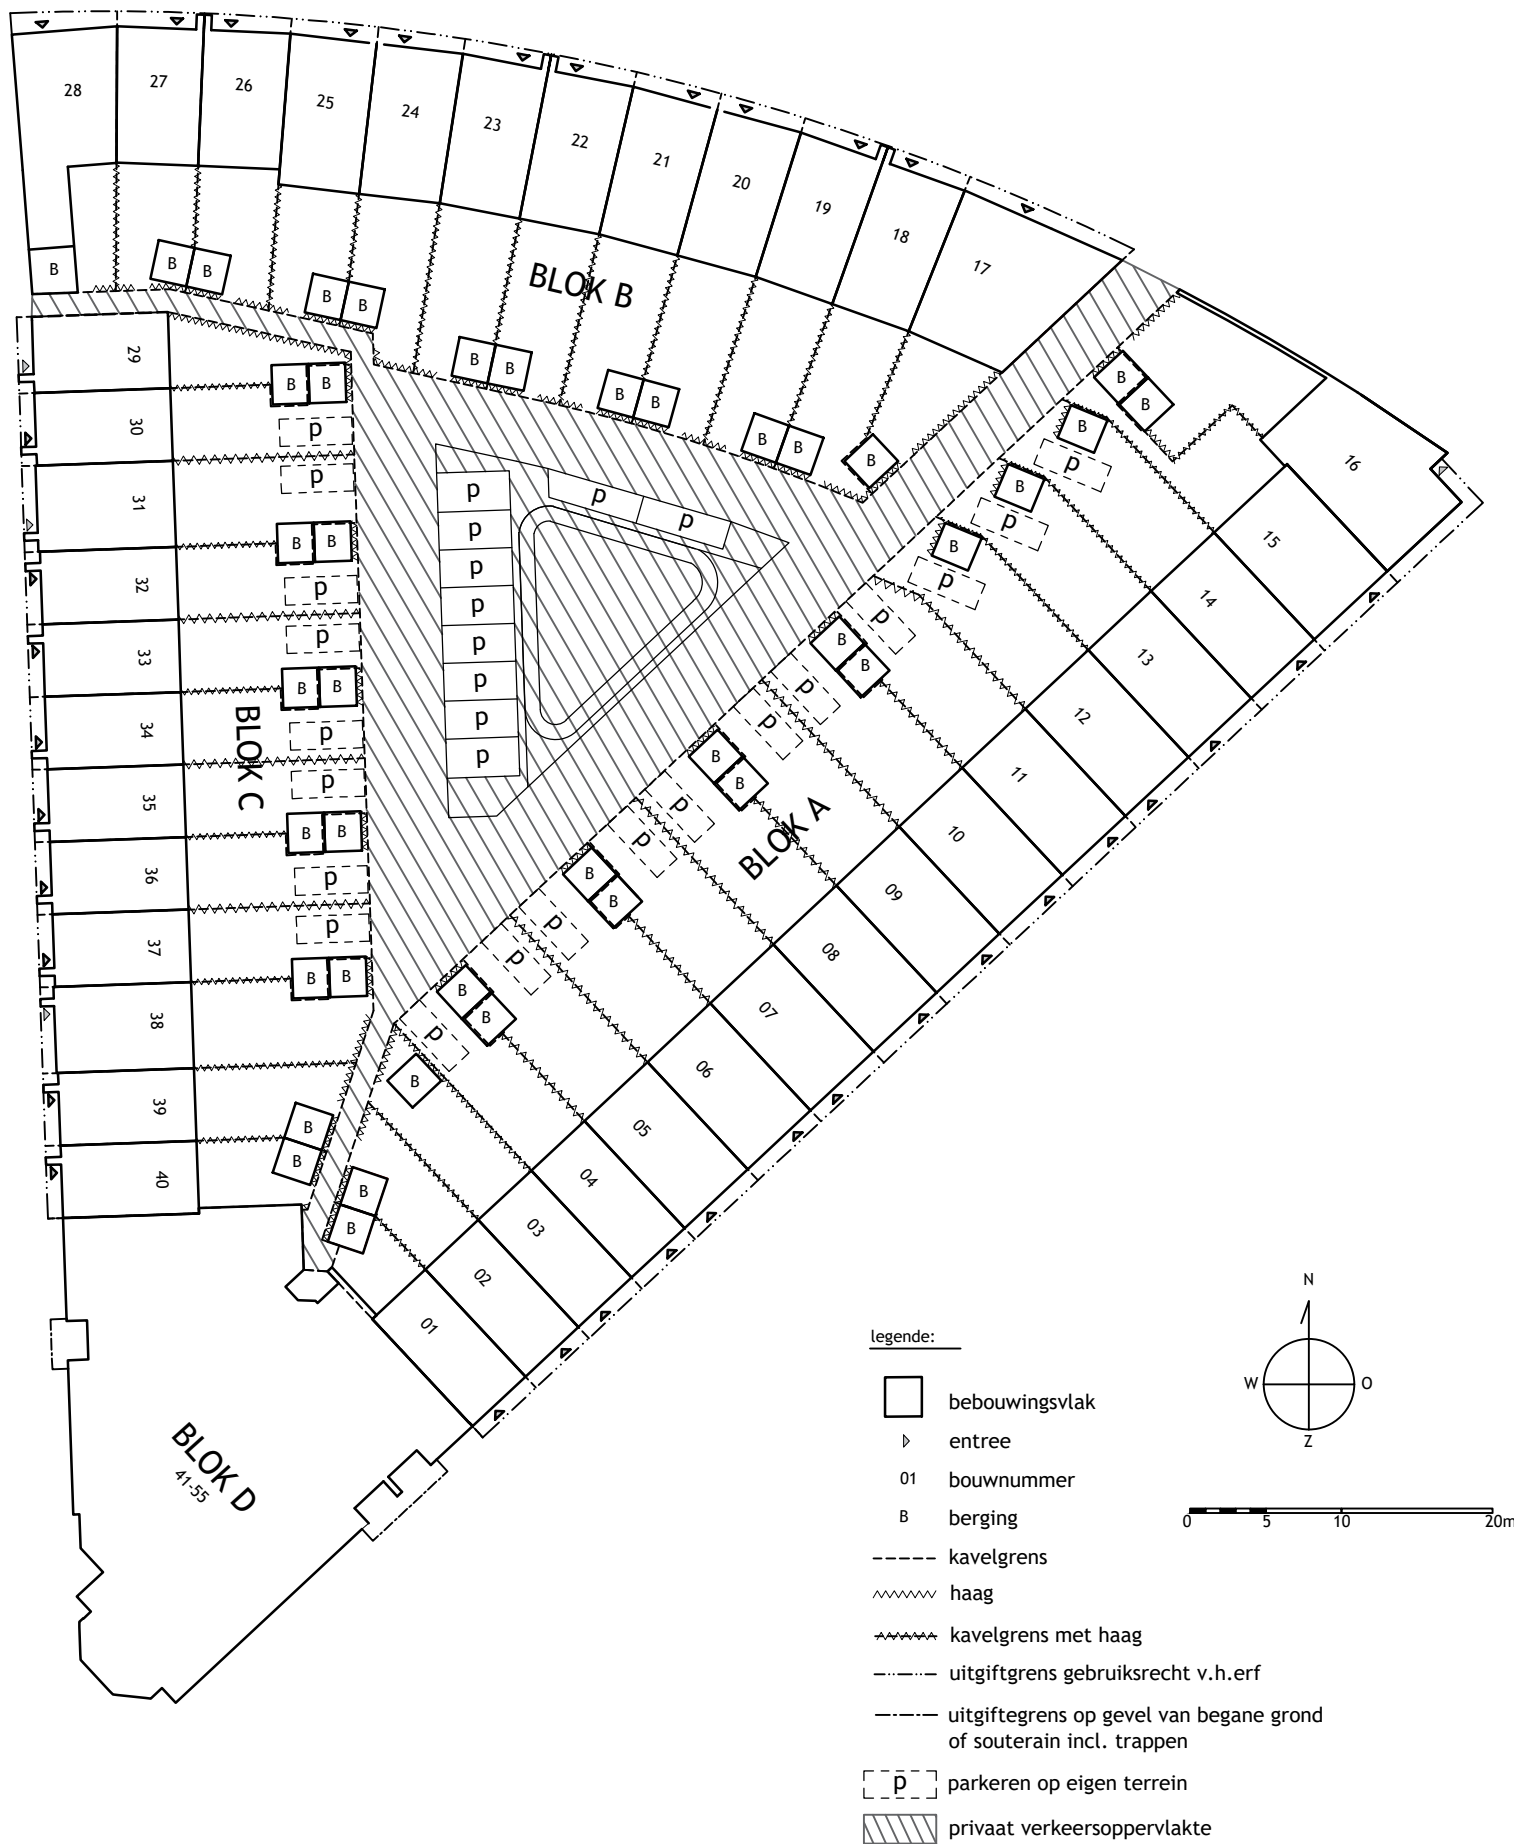 28
27
26
25
24
23
22
21
20
19
18
17
B
B B
B B
B B
B B
B B
B
BLOK B
29
30
31
32
33
34
35
36
37
38
39
40
B B
p
p
B B
p
p
B B
p
p
B B
p
p
B B
B
B
BLOK C
p
p
p
p
p
p
p
p
p
p
16
15
14
13
12
11
10
09
08
07
06
05
04
03
02
01
B
B
B
p
B
p
B
p
p
B
B
p
p
B
B
p
p
B
B
p
p
B
B
p
B
B
B
BLOK A
BLOK D
41-55
legende:
bebouwingsvlak
entree
01 bouwnummer
B berging
kavelgrens
haag
kavelgrens met haag
uitgiftgrens gebruiksrecht v.h.erf
uitgiftegrens op gevel van begane grond
of souterain incl. trappen
p parkeren op eigen terrein
privaat verkeersoppervlakte
N
W O
Z
0 5 10 20m